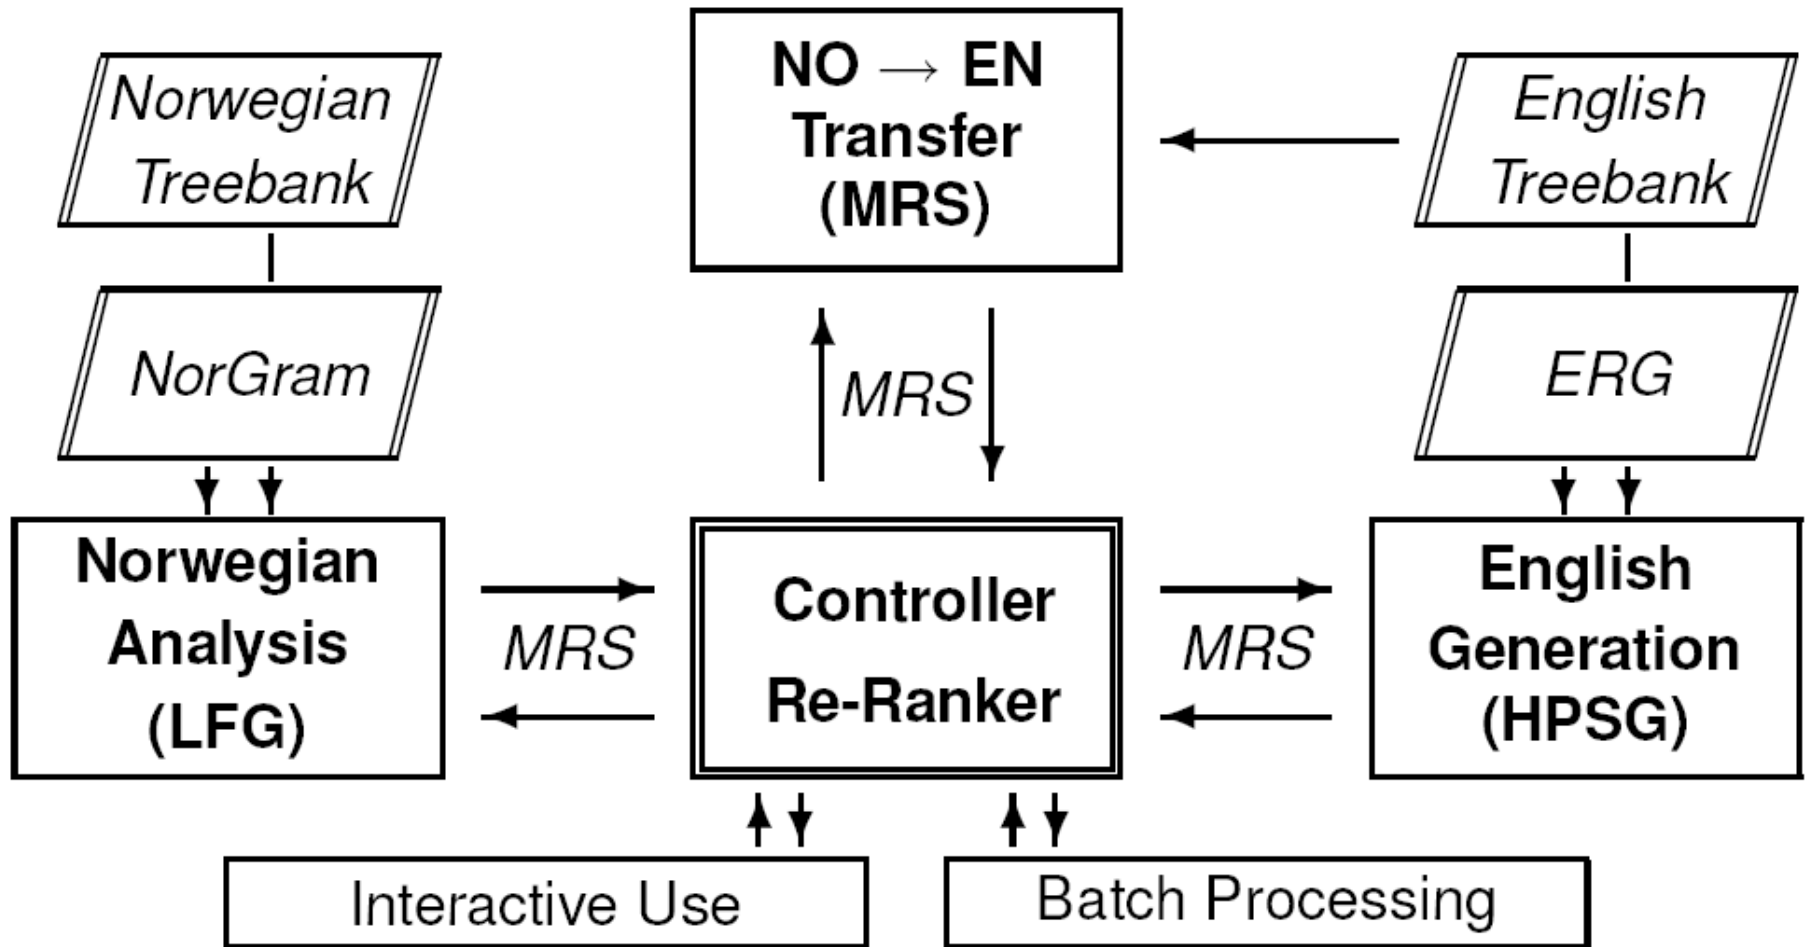 Norwegian
Treebank
NO → EN
Transfer
(MRS)
English
Treebank
NorGram
MRS
ERG
Norwegian
Analysis
(LFG)
MRS
Controller
Re-Ranker
MRS
English
Generation
(HPSG)
Interactive Use
Batch Processing